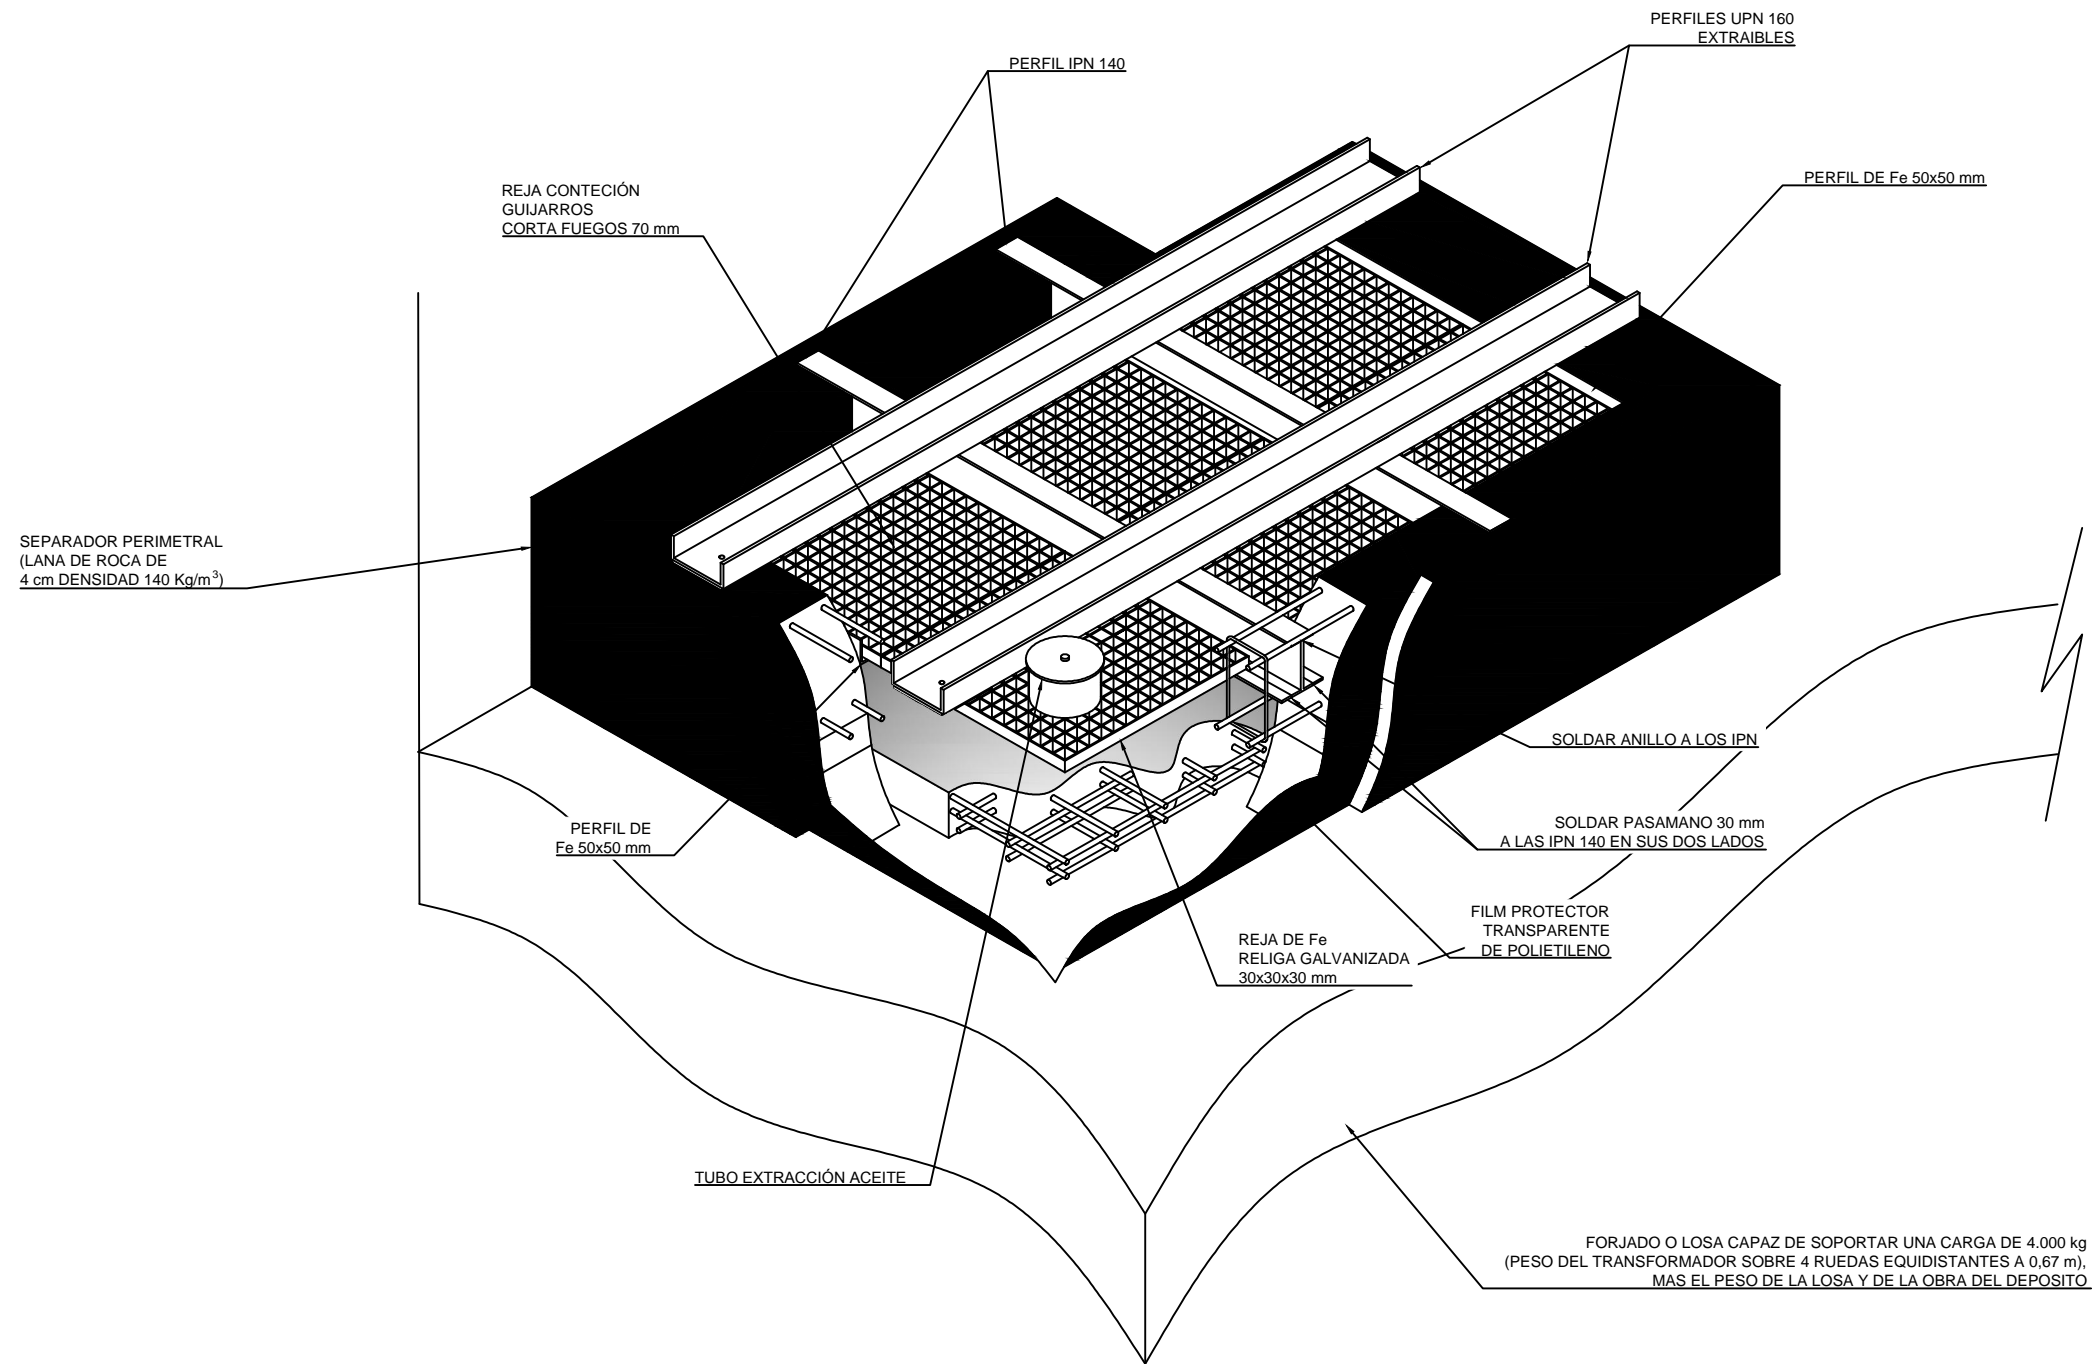 PERFILES UPN 160
EXTRAIBLES
PERFIL IPN 140
PERFIL DE Fe 50x50 mm
REJA CONTECIÓN
GUIJARROS
CORTA FUEGOS 70 mm
SEPARADOR PERIMETRAL
(LANA DE ROCA DE
4 cm DENSIDAD 140 Kg/m³)
SOLDAR ANILLO A LOS IPN
PERFIL DE
Fe 50x50 mm
SOLDAR PASAMANO 30 mm
A LAS IPN 140 EN SUS DOS LADOS
FILM PROTECTOR
TRANSPARENTE
DE POLIETILENO
REJA DE Fe
RELIGA GALVANIZADA
30x30x30 mm
TUBO EXTRACCIÓN ACEITE
FORJADO O LOSA CAPAZ DE SOPORTAR UNA CARGA DE 4.000 kg
(PESO DEL TRANSFORMADOR SOBRE 4 RUEDAS EQUIDISTANTES A 0,67 m),
MAS EL PESO DE LA LOSA Y DE LA OBRA DEL DEPOSITO